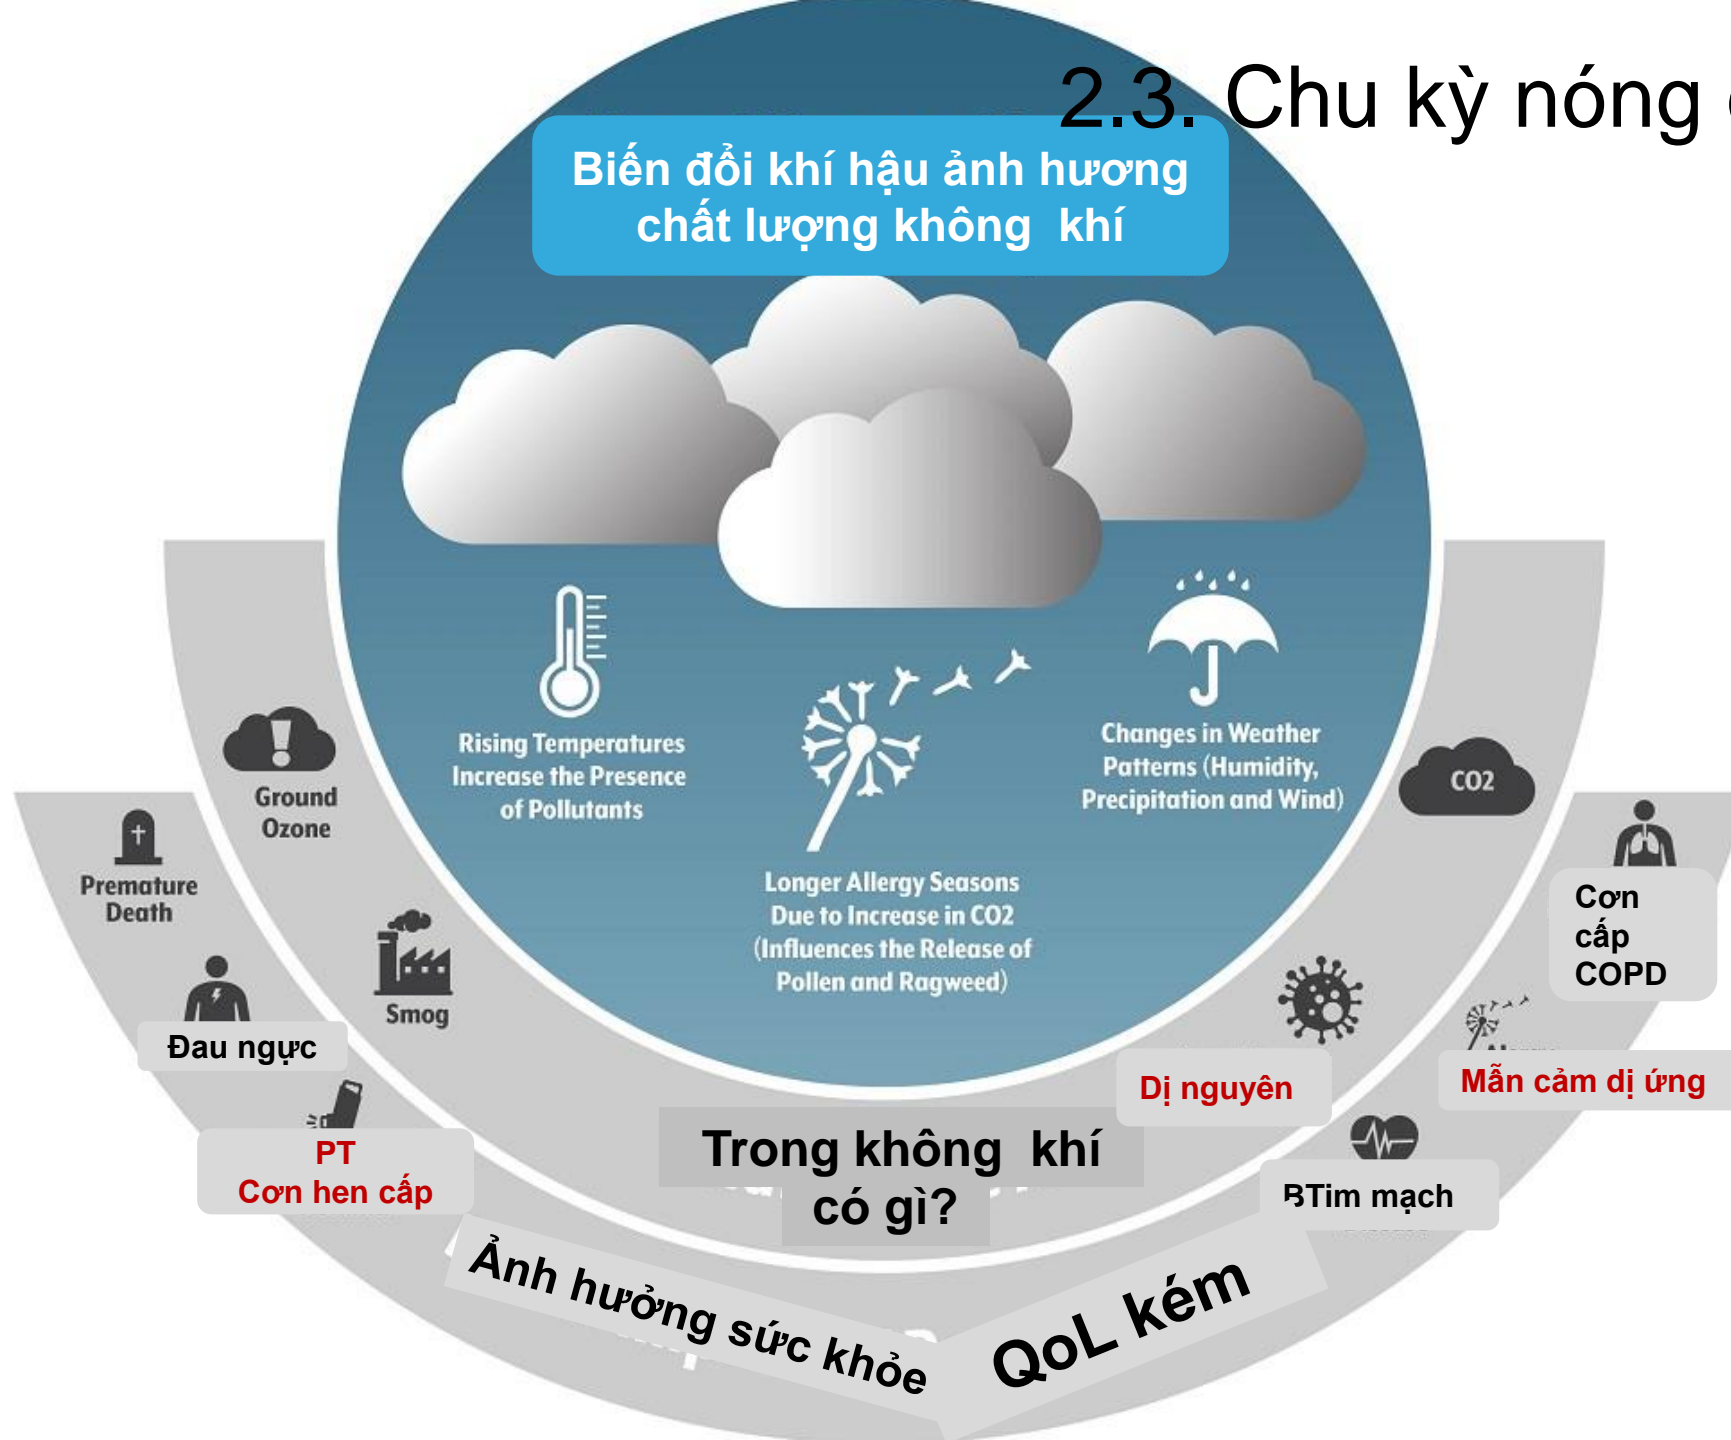 2.3. Chu kỳ nóng
Biến đổi khí hậu ảnh hương
chất lượng không khí
Rising Temperatures
Increase the Presence
of Pollutants
Longer Allergy Seasons
Due to Increase in CO2
(Influences the Release of
Pollen and Ragweed)
Changes in Weather
Patterns (Humidity,
Precipitation and Wind)
Ground
Ozone
Smog
CO2
Dị nguyên
Trong không khí
có gì?
Premature
Death
Đau ngực
PT
Cơn hen cấp
Cơn
cấp
COPD
Mẫn cảm dị ứng
BTim mạch
Ảnh hưởng sức khỏe
QoL kém